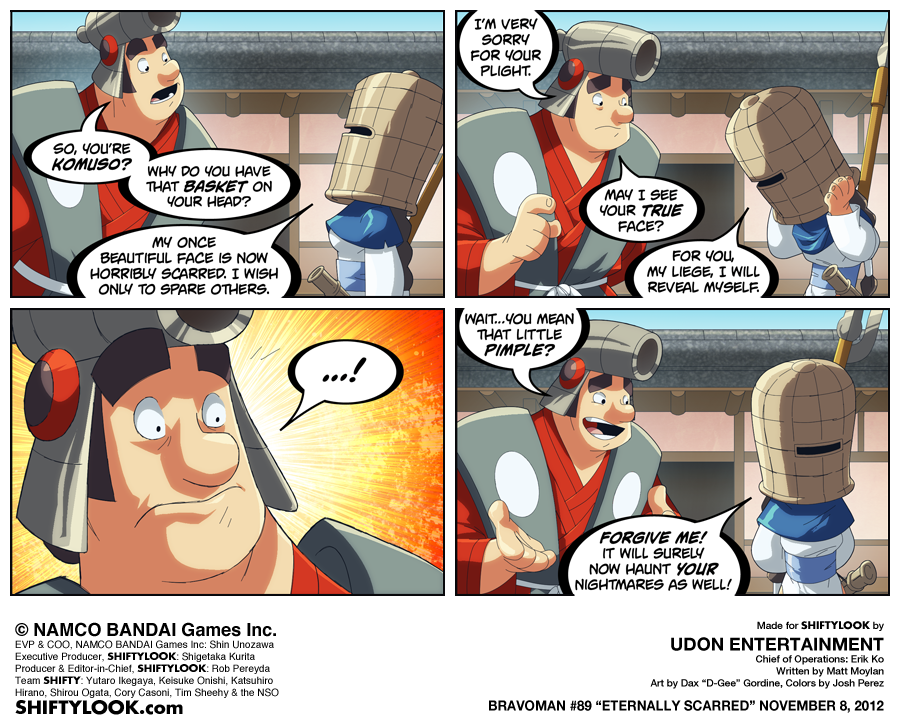 SO, YOU'RE
KOMUSO?
WHY DO YOU HAVE
THAT BASKET ON
YOUR HEAD?
MY ONCE
BEAUTIFUL FACE IS NOW
HORRIBLY SCARRED. I WISH
ONLY TO SPARE OTHERS.
I'M VERY
SORRY
FOR YOUR
PLIGHT.
MAY I SEE
YOUR TRUE
FACE?
FOR YOU,
MY LIEGE, I WILL
REVEAL MYSELF.
...!
WAIT...YOU MEAN
THAT LITTLE
PIMPLE?
FORGIVE ME!
IT WILL SURELY
NOW HAUNT YOUR
NIGHTMARES AS WELL!
© NAMCO BANDAI Games Inc.
EVP & COO, NAMCO BANDAI Games Inc: Shin Unozawa
Executive Producer, SHIFTYLOOK: Shigetaka Kurita
Producer & Editor-in-Chief, SHIFTYLOOK: Rob Pereyda
Team SHIFTY: Yutaro Ikegaya, Keisuke Onishi, Katsuhiro
Hirano, Shirou Ogata, Cory Casoni, Tim Sheehy & the NSO
SHIFTYLOOK.com
Made for SHIFTYLOOK by
UDON ENTERTAINMENT
Chief of Operations: Erik Ko
Written by Matt Moylan
Art by Dax "D-Gee" Gordine, Colors by Josh Perez
BRAVOMAN #89 "ETERNALLY SCARRED" NOVEMBER 8, 2012